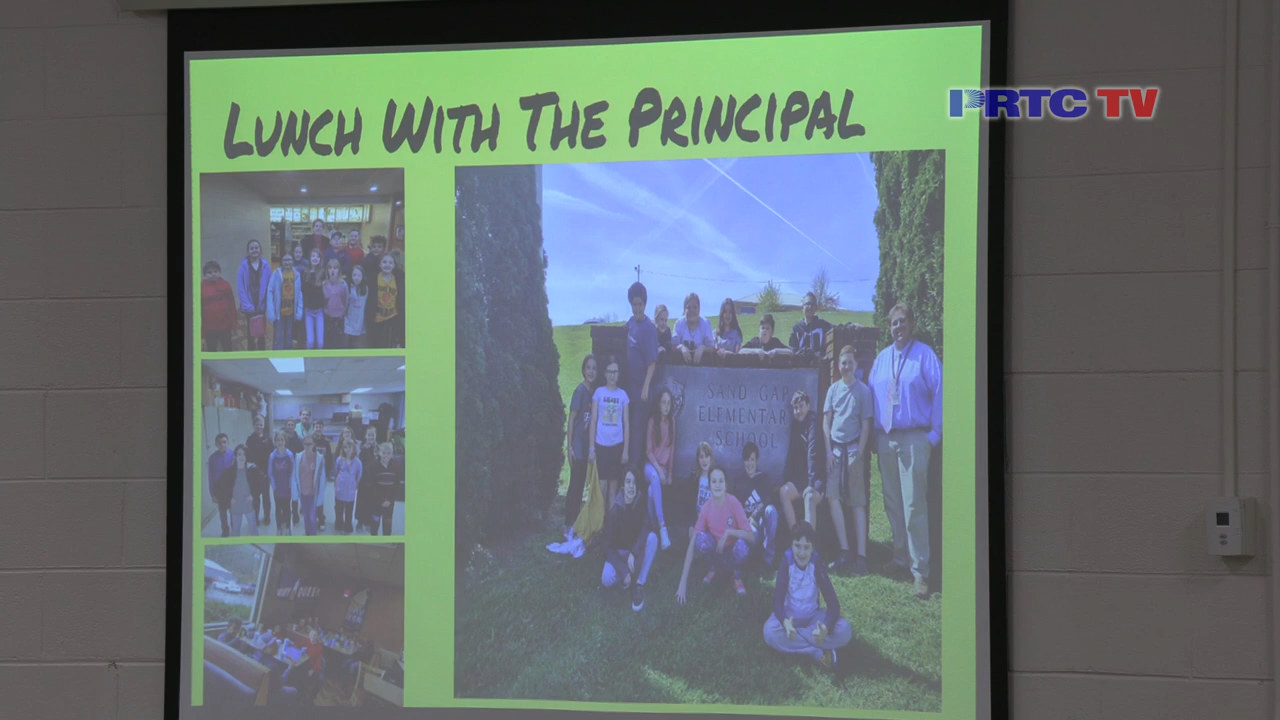 LUNCH WITH THE PRINCIPAL
PRTC TV
SAND GAP
ELEMENTARY
SCHOOL